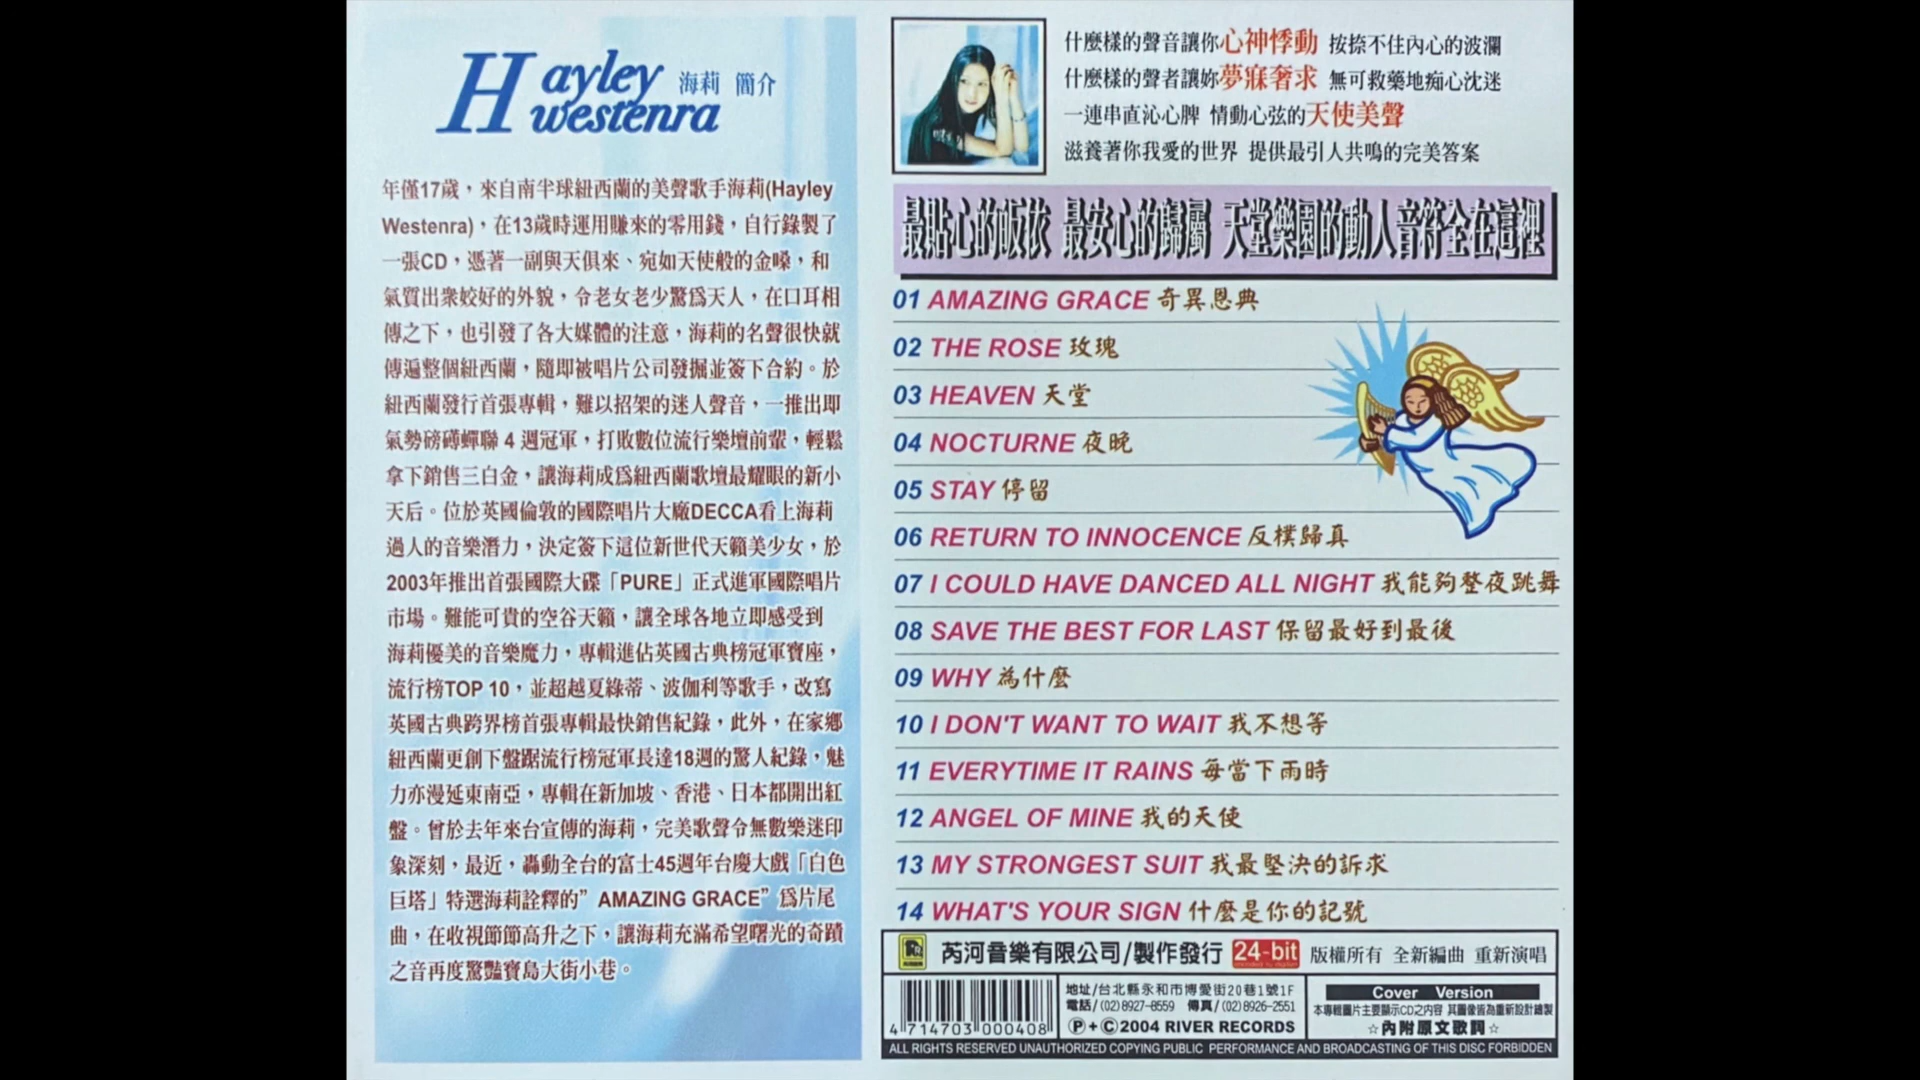 Hayley
westenra
海莉 簡介
年僅17歲，來自南半球紐西蘭的美聲歌手海莉(Hayley
Westenra)，在13歲時運用賺來的零用錢，自行錄製了
一張CD，憑著一副與天俱來、宛如天使般的金嗓，和
氣質出衆姣好的外貌，令老女老少驚爲天人，在口耳相
傳之下，也引發了各大媒體的注意，海莉的名聲很快就
傳遍整個紐西蘭，隨即被唱片公司發掘並簽下合約。於
紐西蘭發行首張專輯，難以招架的迷人聲音，一推出即
氣勢磅礡蟬聯 4 週冠軍，打敗數位流行樂壇前輩，輕鬆
拿下銷售三白金，讓海莉成爲紐西蘭歌壇最耀眼的新小
天后。位於英國倫敦的國際唱片大廠DECCA看上海莉
過人的音樂潛力，決定簽下這位新世代天籟美少女，於
2003年推出首張國際大碟「PURE」正式進軍國際唱片
市場。難能可貴的空谷天籟，讓全球各地立即感受到
海莉優美的音樂魔力，專輯進佔英國古典榜冠軍寶座，
流行榜TOP 10，並超越夏綠蒂、波伽利等歌手，改寫
英國古典跨界榜首張專輯最快銷售紀錄，此外，在家鄉
紐西蘭更創下盤踞流行榜冠軍長達18週的驚人紀錄，魅
力亦漫延東南亞，專輯在新加坡、香港、日本都開出紅
盤。曾於去年來台宣傳的海莉，完美歌聲令無數樂迷印
象深刻，最近，轟動全台的富士45週年台慶大戲「白色
巨塔」特選海莉詮釋的”AMAZING GRACE”爲片尾
曲，在收視節節高升之下，讓海莉充滿希望曙光的奇蹟
之音再度驚豔寶島大街小巷。
什麼樣的聲音讓你心神悸動 按捺不住內心的波瀾
什麼樣的聲者讓妳夢寐奢求 無可救藥地痴心沈迷
一連串直沁心脾 情動心弦的天使美聲
滋養著你我愛的世界 提供最引人共鳴的完美答案
最貼心的皈依 最安心的歸屬 天堂樂園的動人音符全在這裡
01 AMAZING GRACE 奇異恩典
02 THE ROSE 玫瑰
03 HEAVEN 天堂
04 NOCTURNE 夜晚
05 STAY 停留
06 RETURN TO INNOCENCE 反樸歸真
07 I COULD HAVE DANCED ALL NIGHT 我能夠整夜跳舞
08 SAVE THE BEST FOR LAST 保留最好到最後
09 WHY 為什麼
10 I DON'T WANT TO WAIT 我不想等
11 EVERYTIME IT RAINS 每當下雨時
12 ANGEL OF MINE 我的天使
13 MY STRONGEST SUIT 我最堅決的訴求
14 WHAT'S YOUR SIGN 什麼是你的記號
芮河音樂有限公司/製作發行 24-bit 版權所有 全新編曲 重新演唱
4 714703 000408
地址/台北縣永和市博愛街20巷1號1F
電話/(02)8927-8559 傳真/(02)8926-2551
Ⓟ+Ⓒ2004 RIVER RECORDS
Cover Version
本專輯圖片主要顯示CD之內容 其圖像皆為重新設計繪製
☆內附原文歌詞☆
ALL RIGHTS RESERVED UNAUTHORIZED COPYING PUBLIC PERFORMANCE AND BROADCASTING OF THIS DISC FORBIDDEN